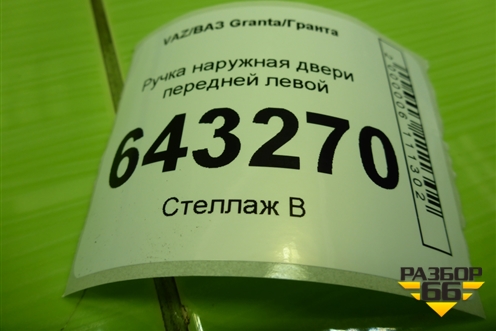 VAZ/ВАЗ Granta/Гранта
Ручка наружная двери
передней левой
643270
Стеллаж В
РАЗБОР
66